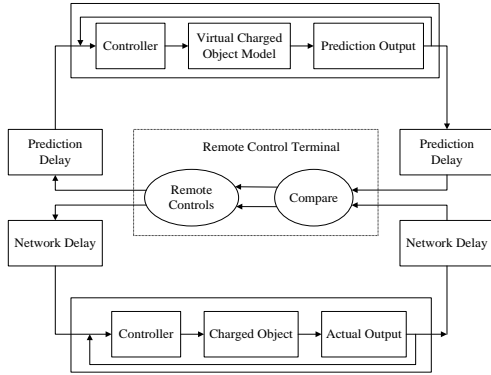 Controller
Virtual Charged
Object Model
Prediction Output
Prediction
Delay
Remote Control Terminal
Prediction
Delay
Remote
Controls
Compare
Network Delay
Network Delay
Controller
Charged Object
Actual Output